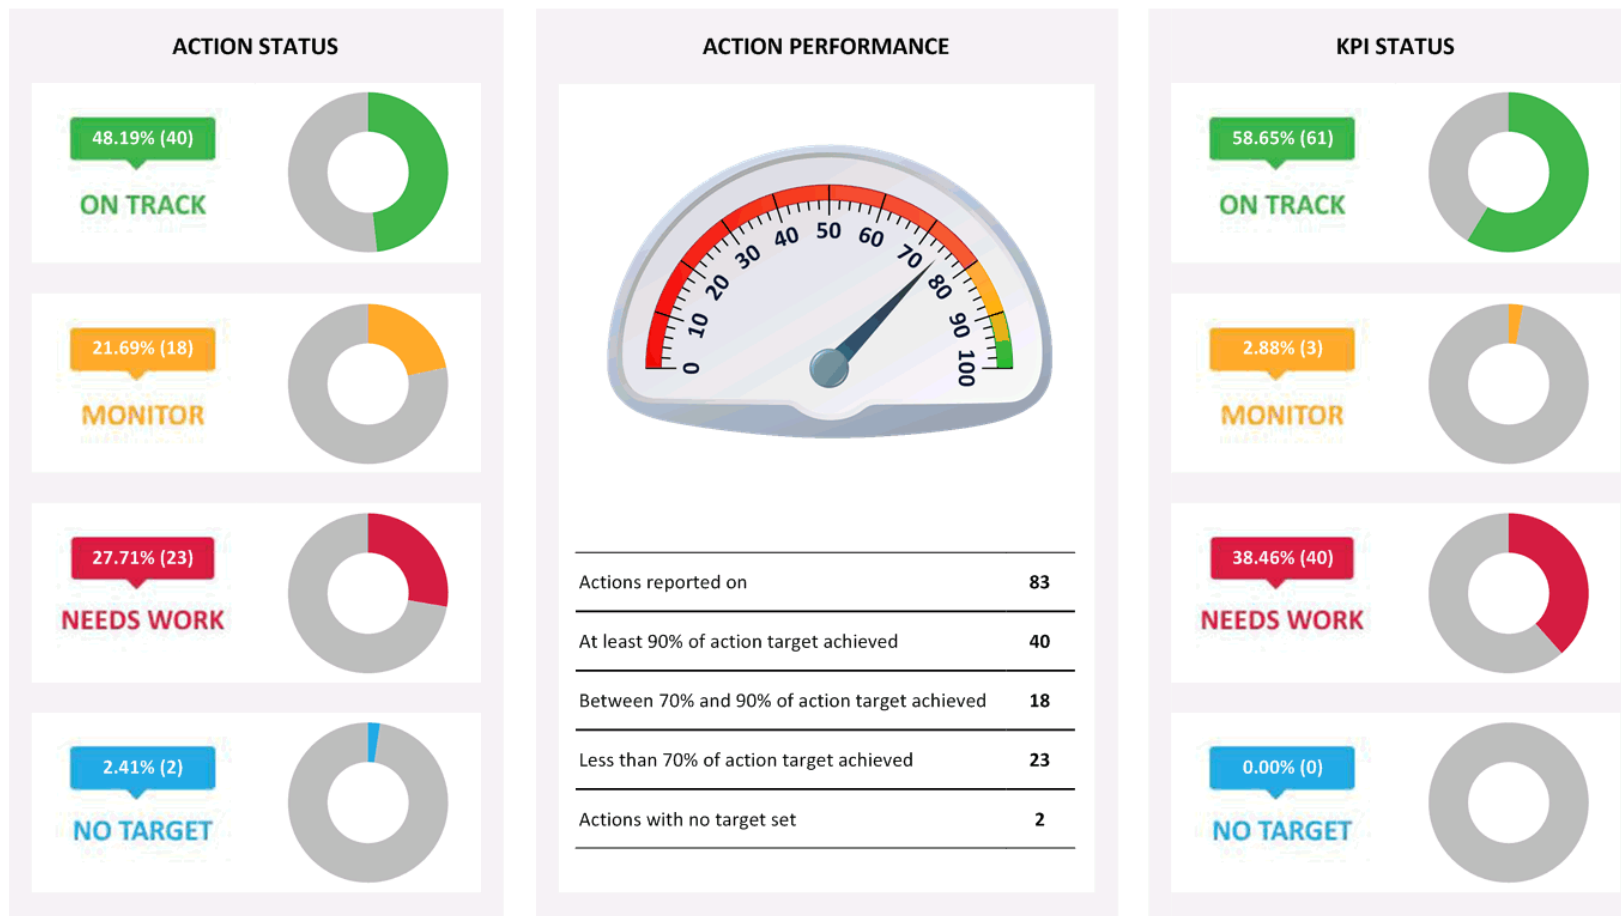 ACTION STATUS
48.19% (40)
ON TRACK
21.69% (18)
MONITOR
27.71% (23)
NEEDS WORK
2.41% (2)
NO TARGET
ACTION PERFORMANCE
0
10
20
30
40
50
60
70
80
90
100
Actions reported on 83
At least 90% of action target achieved 40
Between 70% and 90% of action target achieved 18
Less than 70% of action target achieved 23
Actions with no target set 2
KPI STATUS
58.65% (61)
ON TRACK
2.88% (3)
MONITOR
38.46% (40)
NEEDS WORK
0.00% (0)
NO TARGET